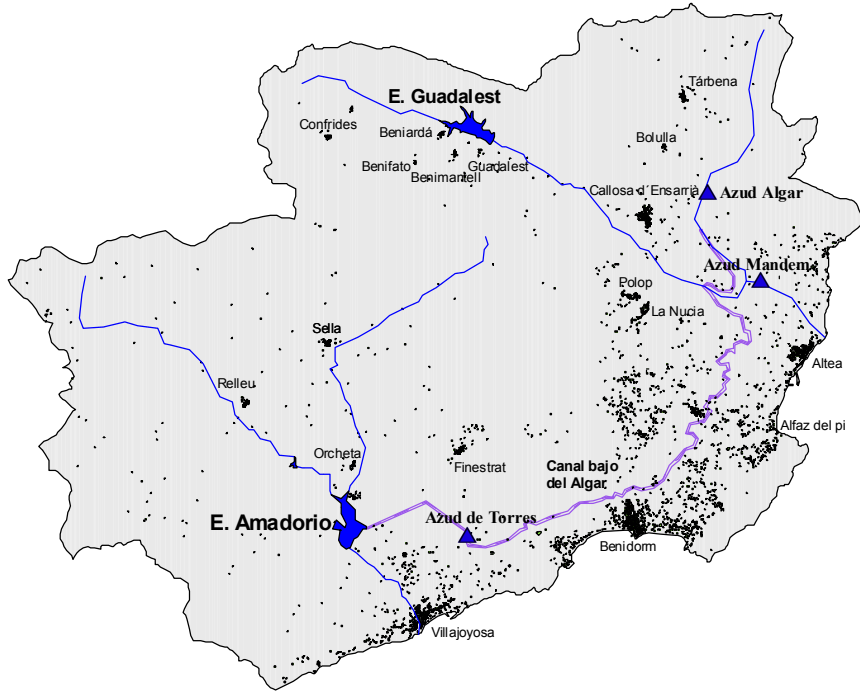 Tárbena
E. Guadalest
Confrides
Beniardá
Bolulla
Benifato
Guadalest
Benimantell
Callosa d´Ensarrià
Azud Algar
Azud Mandem
Polop
La Nucia
Sella
Altea
Relleu
Alfaz del pi
Orcheta
Finestrat
Canal bajo
del Algar
E. Amadorio
Azud de Torres
Benidorm
Villajoyosa